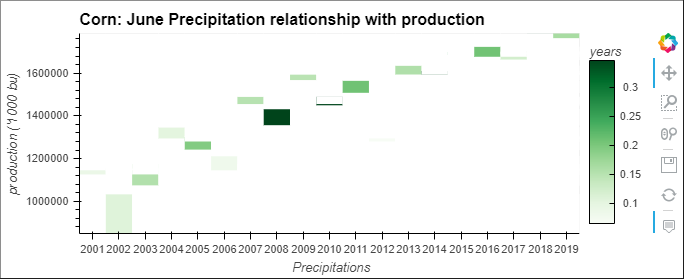 Corn: June Precipitation relationship with production
years
production ('1000 bu)
1600000
1400000
1200000
1000000
0.3
0.25
0.2
0.15
0.1
2001 2002 2003 2004 2005 2006 2007 2008 2009 2010 2011 2012 2013 2014 2015 2016 2017 2018 2019
Precipitations